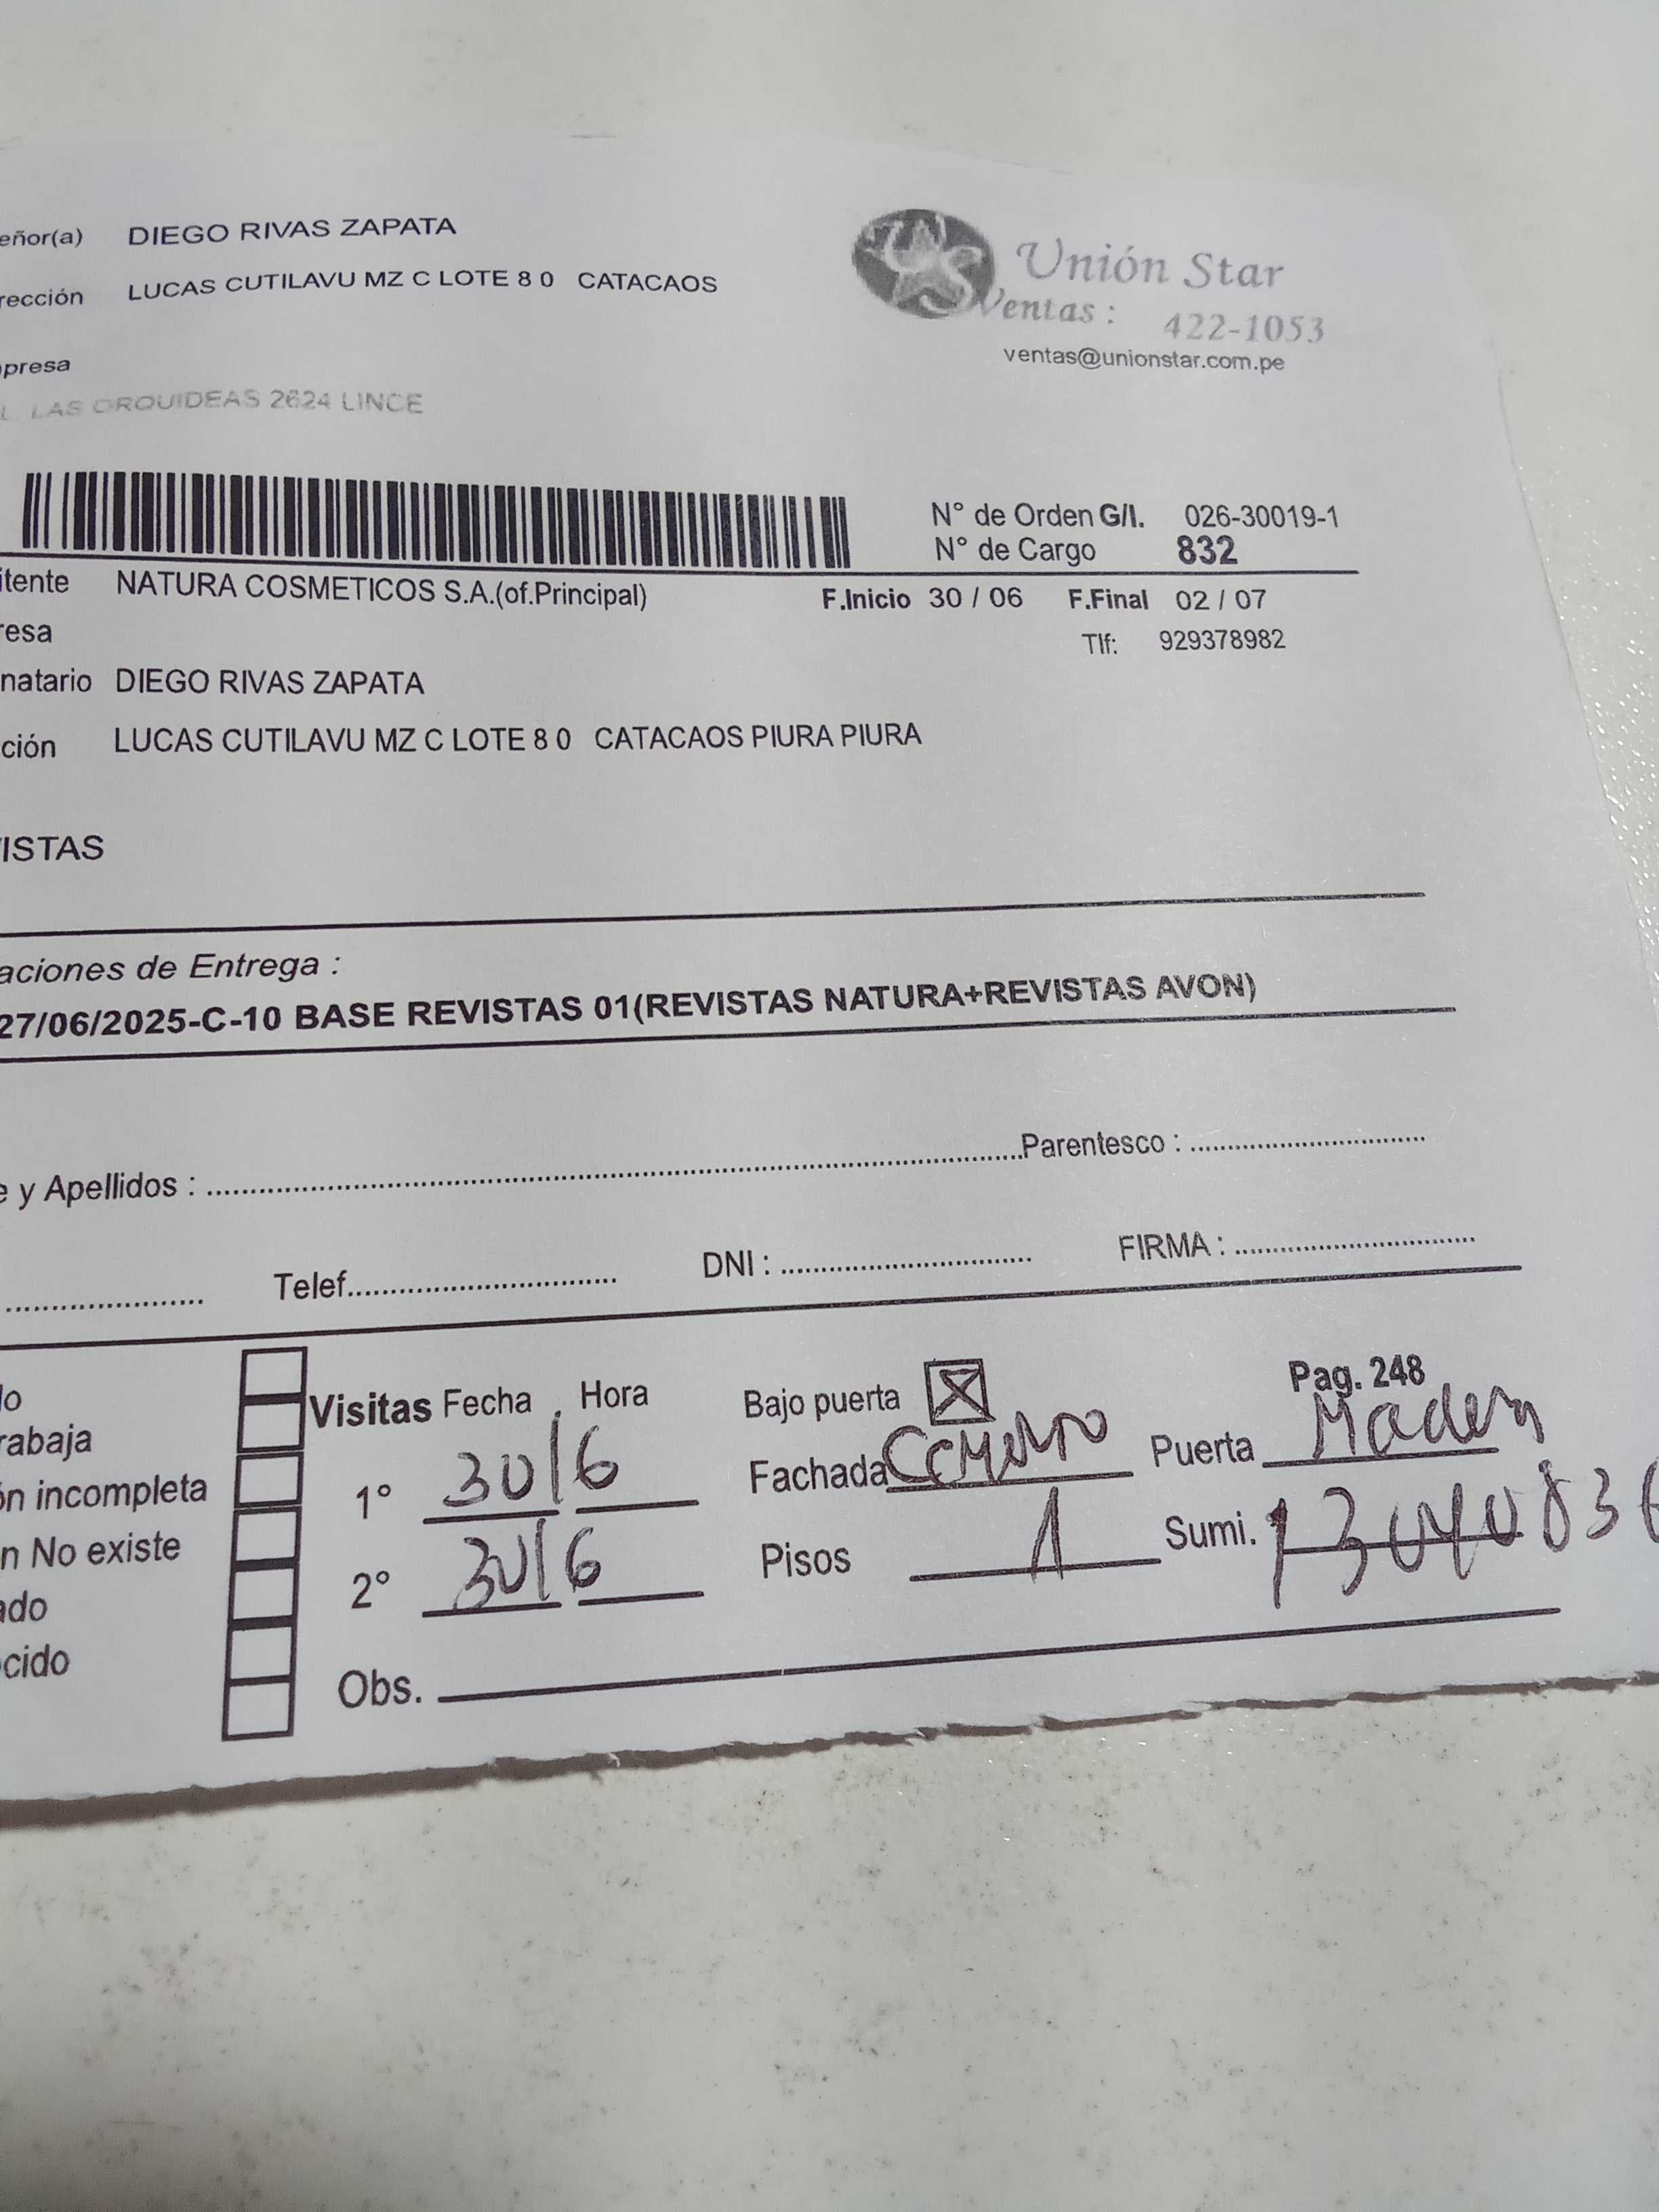 eñor(a) DIEGO RIVAS ZAPATA
rección LUCAS CUTILAVU MZ C LOTE 8 0 CATACAOS
Unión Star
Ventas : 422-1053
ventas@unionstar.com.pe
presa
L. LAS ORQUIDEAS 2624 LINCE
N° de Orden G/I. 026-30019-1
N° de Cargo 832
itente NATURA COSMETICOS S.A.(of.Principal) F.Inicio 30 / 06 F.Final 02 / 07
resa Tlf: 929378982
natario DIEGO RIVAS ZAPATA
ción LUCAS CUTILAVU MZ C LOTE 8 0 CATACAOS PIURA PIURA
ISTAS
aciones de Entrega :
27/06/2025-C-10 BASE REVISTAS 01(REVISTAS NATURA+REVISTAS AVON)
e y Apellidos : Parentesco :
Telef. DNI : FIRMA :
Pag. 248
lo Visitas Fecha Hora Bajo puerta
rabaja
1° 30/6 Fachada Cemento Puerta Madera
ón incompleta
n No existe
2° 30/6 Pisos 1 Sumi.
ado
cido
Obs.